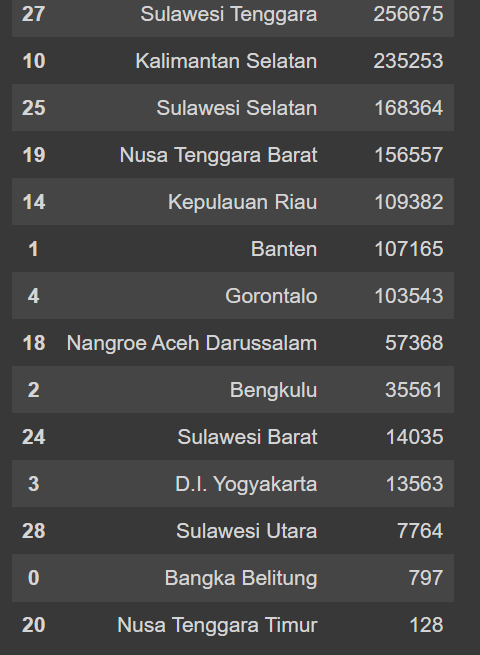 27 Sulawesi Tenggara 256675
10 Kalimantan Selatan 235253
25 Sulawesi Selatan 168364
19 Nusa Tenggara Barat 156557
14 Kepulauan Riau 109382
1 Banten 107165
4 Gorontalo 103543
18 Nangroe Aceh Darussalam 57368
2 Bengkulu 35561
24 Sulawesi Barat 14035
3 D.I. Yogyakarta 13563
28 Sulawesi Utara 7764
0 Bangka Belitung 797
20 Nusa Tenggara Timur 128